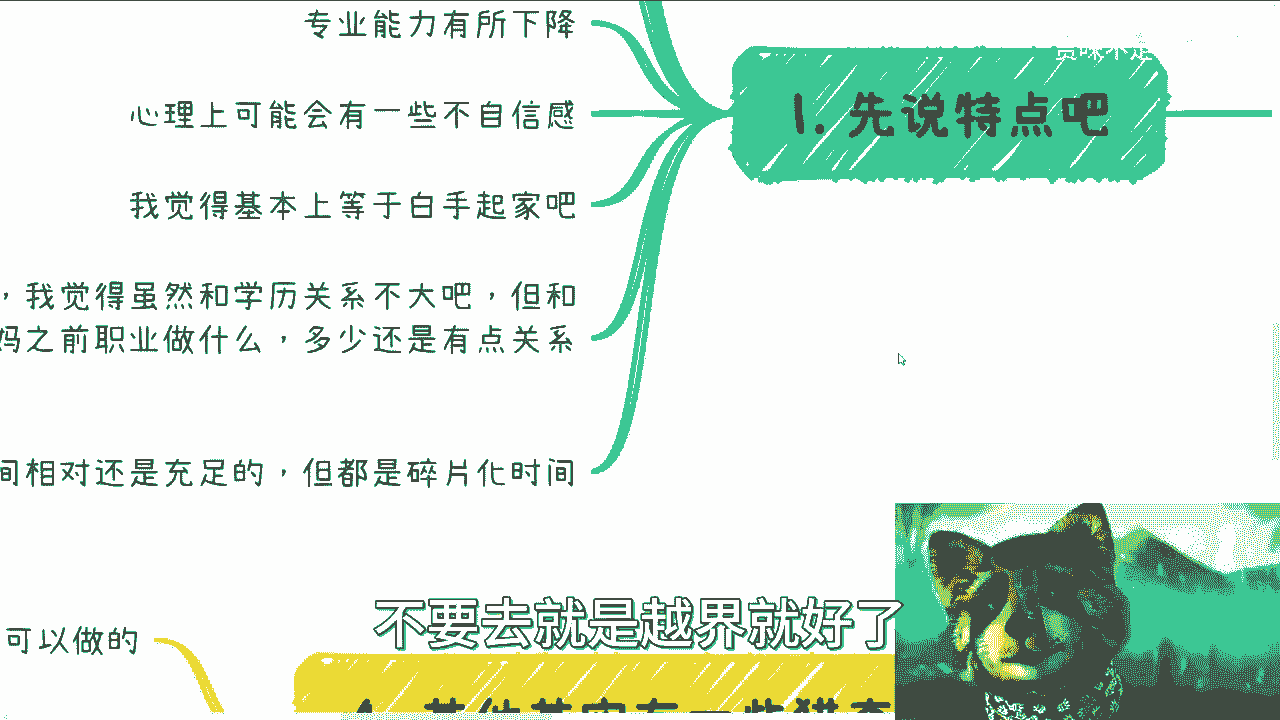 专业能力有所下降
心理上可能会有一些不自信感
1. 先说特点吧
我觉得基本上等于白手起家吧
，我觉得虽然和学历关系不大吧，但和
妈之前职业做什么，多少还是有点关系
间相对还是充足的，但都是碎片化时间
不要去就是越界就好了
可以做的